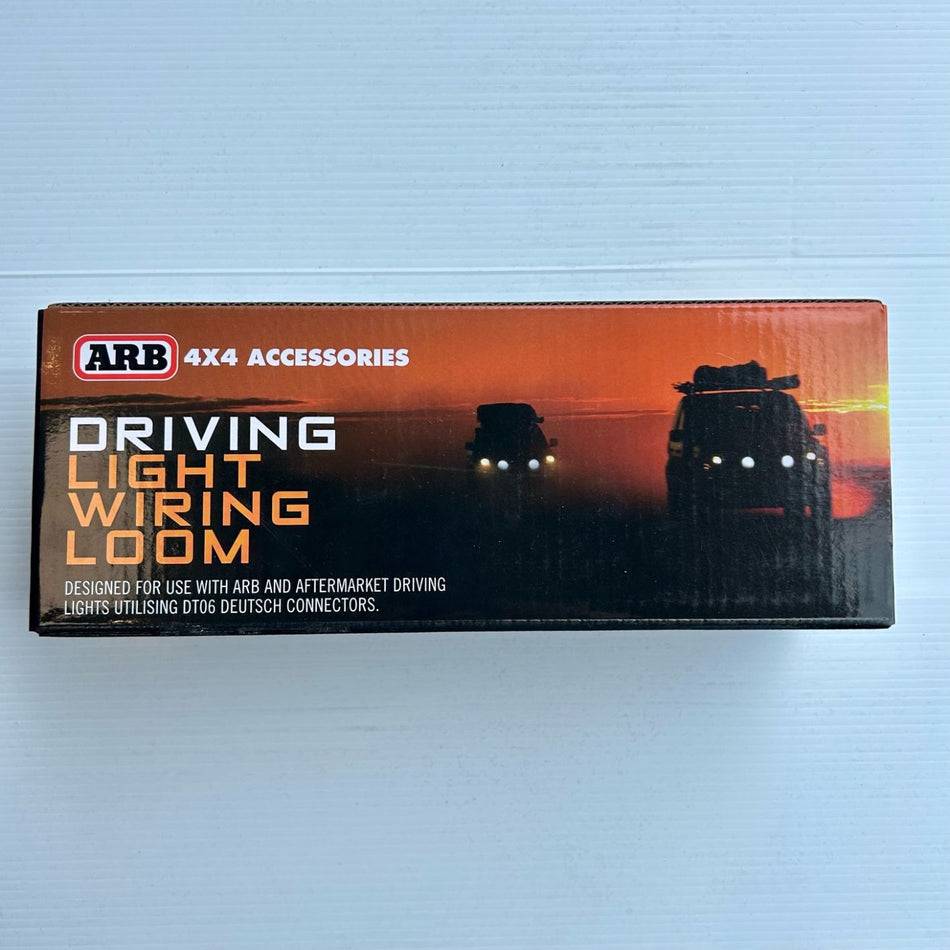 ARB 4X4 ACCESSORIES
DRIVING
LIGHT
WIRING
LOOM
DESIGNED FOR USE WITH ARB AND AFTERMARKET DRIVING
LIGHTS UTILISING DT06 DEUTSCH CONNECTORS.